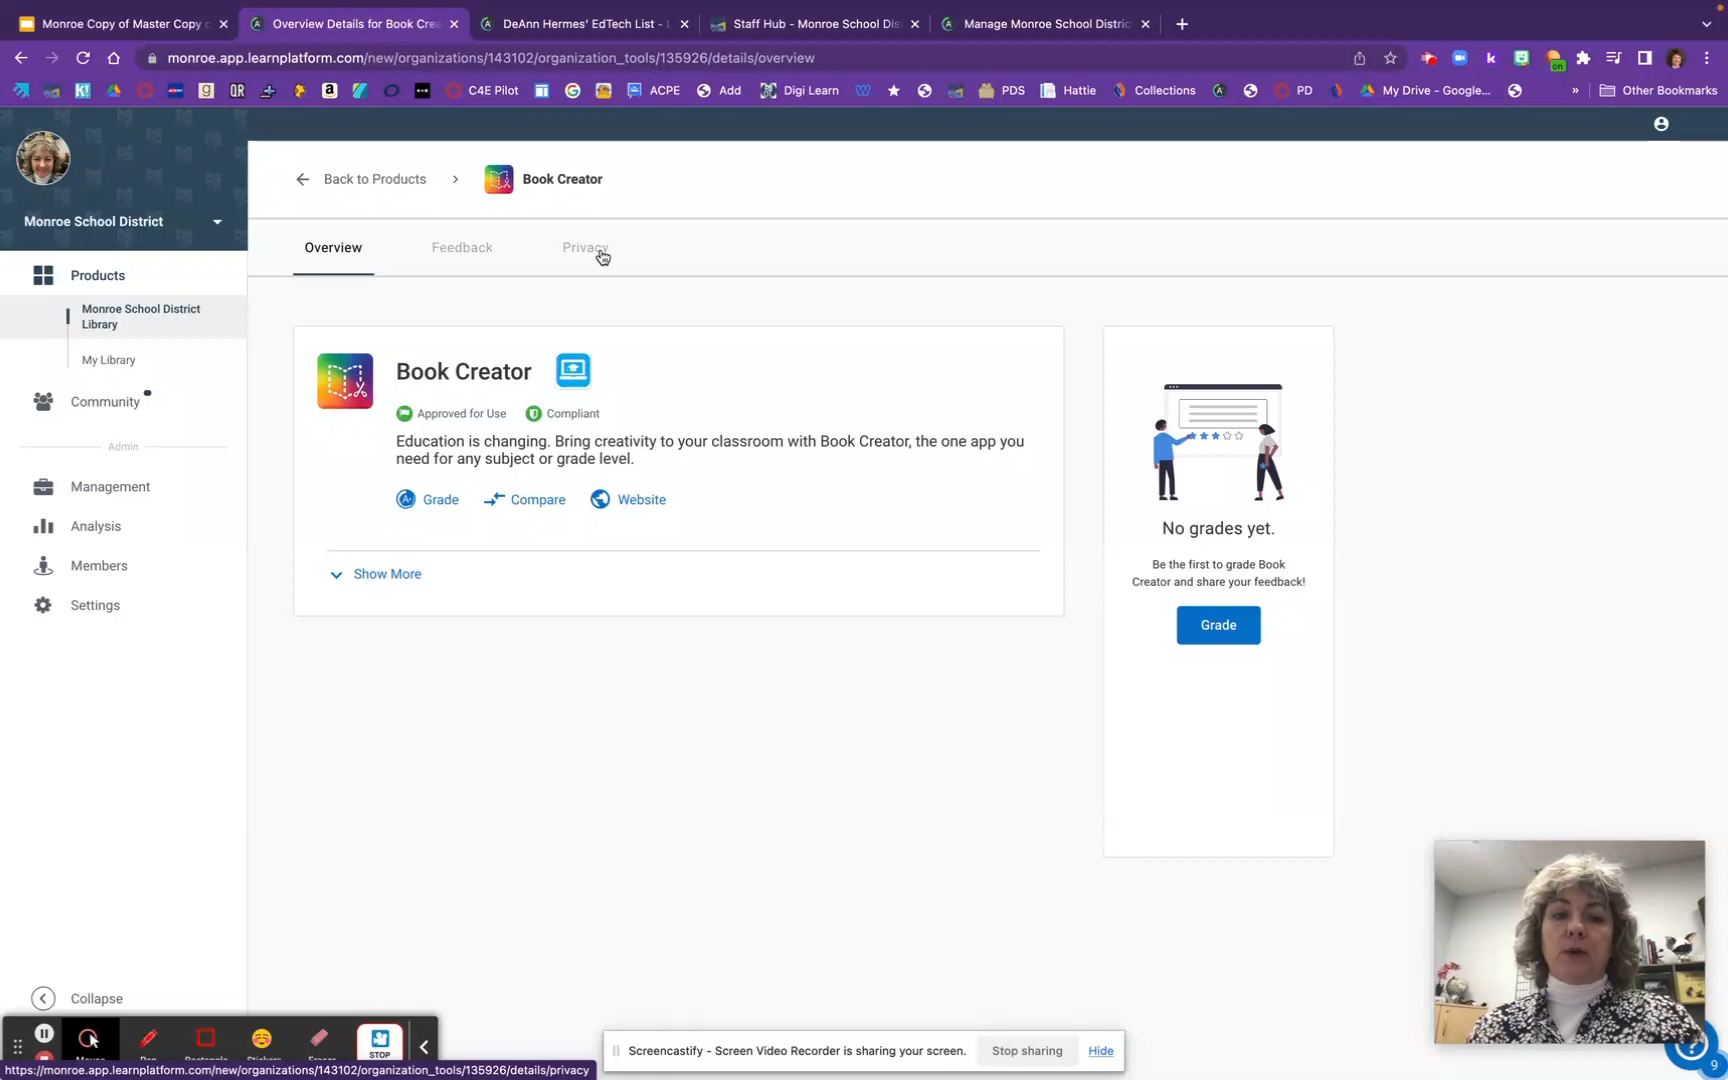 Monroe Copy of Master Copy
Overview Details for Book Crea
DeAnn Hermes' EdTech List -
Staff Hub - Monroe School Dis
Manage Monroe School District
monroe.app.learnplatform.com/new/organizations/143102/organization_tools/135926/details/overview
on
C4E Pilot
ACPE
Add
Digi Learn
PDS
Hattie
Collections
PD
My Drive - Google...
»
Other Bookmarks
Back to Products
Book Creator
Monroe School District
Overview
Feedback
Privacy
Products
Monroe School District
Library
My Library
Community
Admin
Management
Analysis
Members
Settings
Collapse
Book Creator
Approved for Use
Compliant
Education is changing. Bring creativity to your classroom with Book Creator, the one app you
need for any subject or grade level.
Grade
Compare
Website
Show More
No grades yet.
Be the first to grade Book
Creator and share your feedback!
Grade
STOP
Screencastify - Screen Video Recorder is sharing your screen.
Stop sharing
Hide
https://monroe.app.learnplatform.com/new/organizations/143102/organization_tools/135926/details/privacy
9